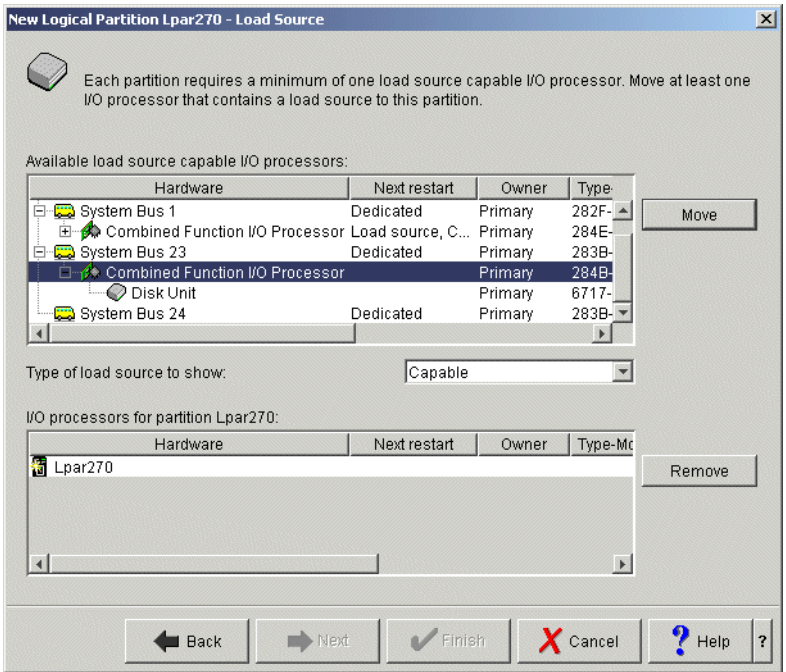 New Logical Partition Lpar270 - Load Source
Each partition requires a minimum of one load source capable I/O processor. Move at least one
I/O processor that contains a load source to this partition.
Available load source capable I/O processors:
Hardware Next restart Owner Type-
System Bus 1 Dedicated Primary 282F-
Combined Function I/O Processor Load source, C... Primary 284E-
System Bus 23 Dedicated Primary 283B-
Combined Function I/O Processor Primary 284B-
Disk Unit Primary 6717-
System Bus 24 Dedicated Primary 283B-
Move
Type of load source to show: Capable
I/O processors for partition Lpar270:
Hardware Next restart Owner Type-Mo
Lpar270
Remove
Back Next Finish Cancel ? Help ?